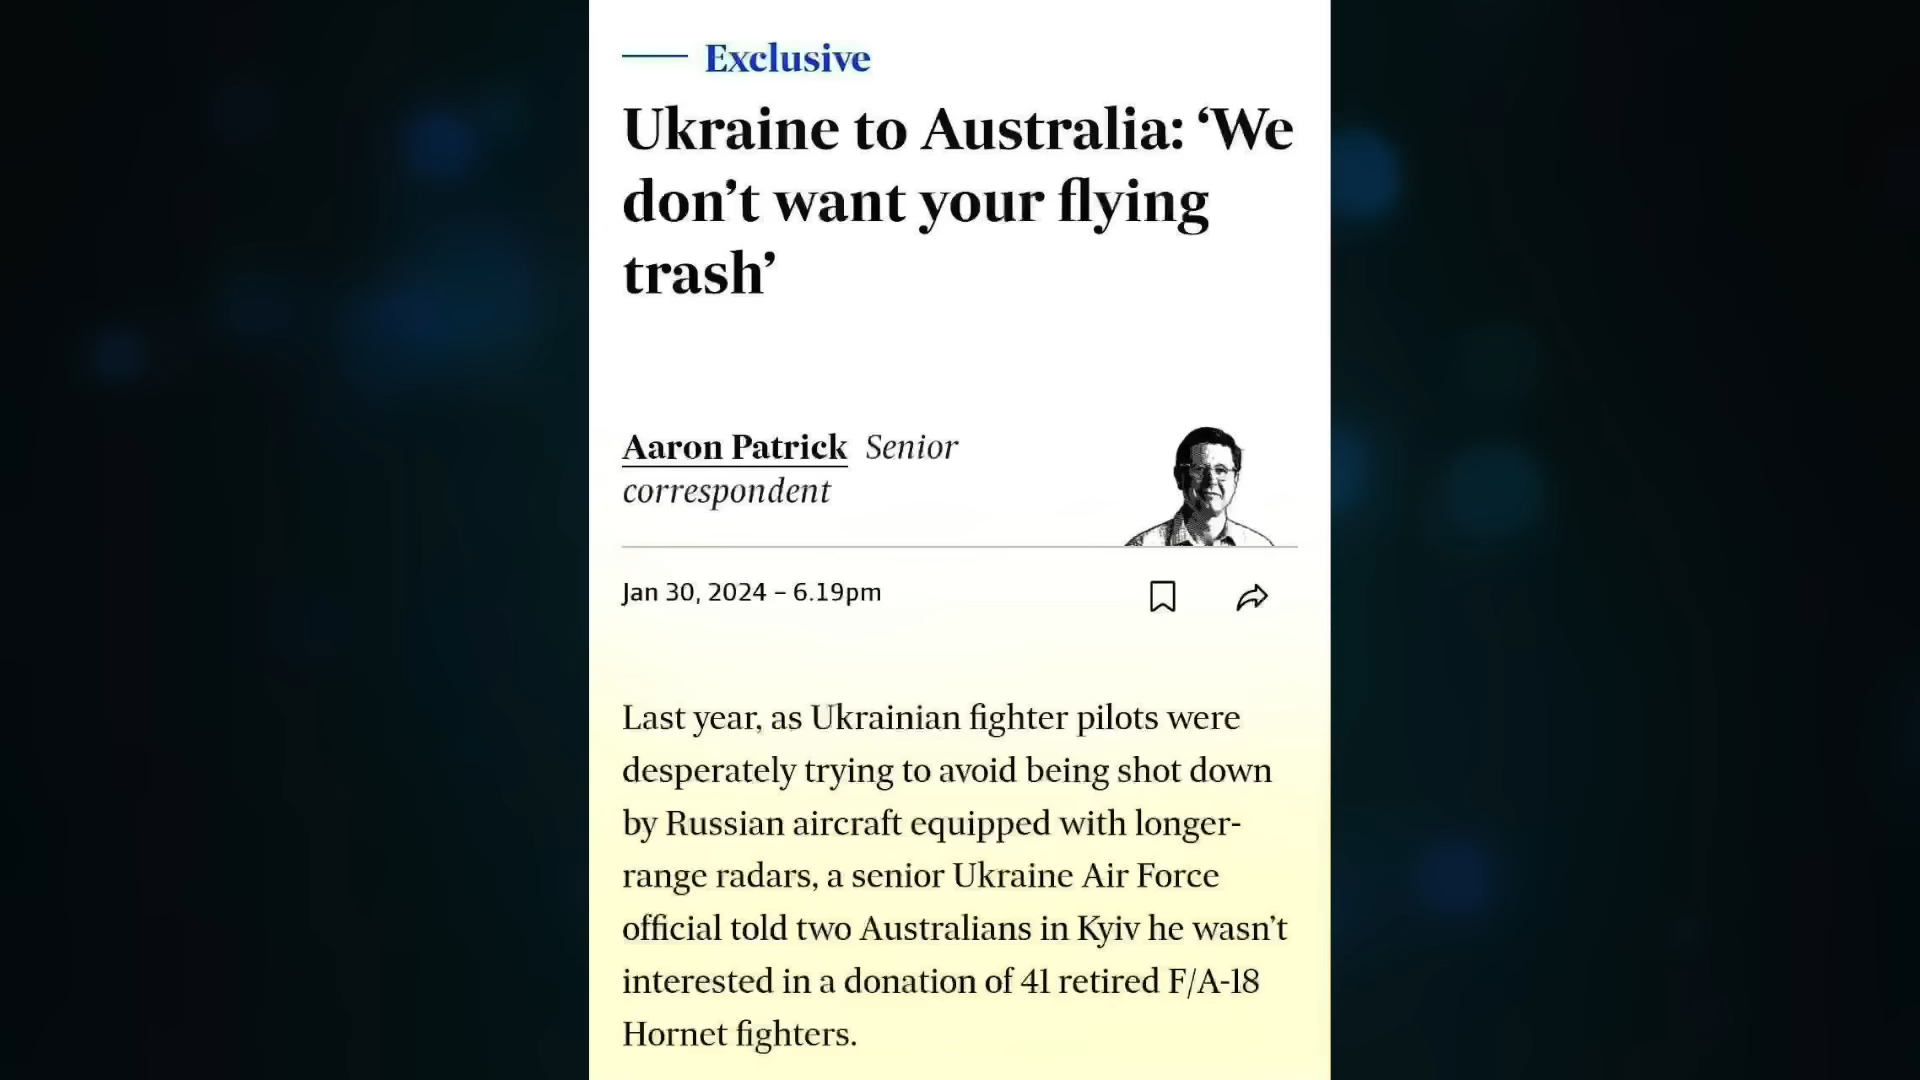 Exclusive
Ukraine to Australia: ‘We
don’t want your flying
trash’
Aaron Patrick Senior
correspondent
Jan 30, 2024 – 6.19pm
Last year, as Ukrainian fighter pilots were
desperately trying to avoid being shot down
by Russian aircraft equipped with longer-
range radars, a senior Ukraine Air Force
official told two Australians in Kyiv he wasn’t
interested in a donation of 41 retired F/A-18
Hornet fighters.